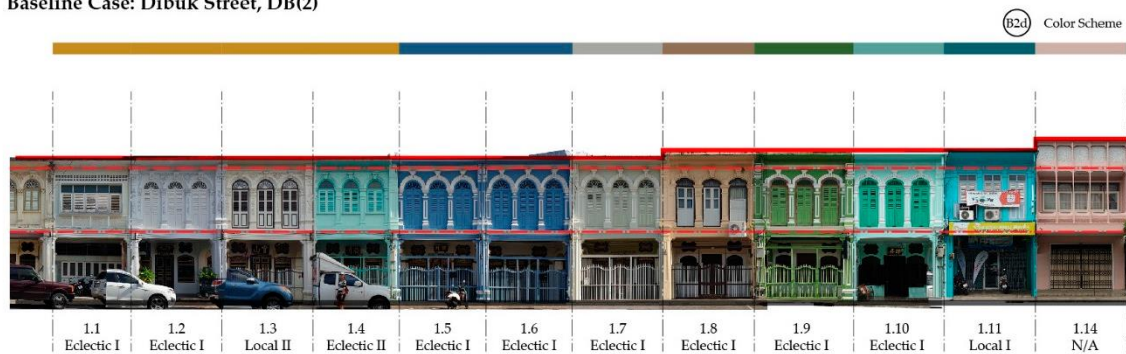 Baseline Case: Dibuk Street, DB(2)
B2d Color Scheme
1.1 1.2 1.3 1.4 1.5 1.6 1.7 1.8 1.9 1.10 1.11 1.14
Eclectic I Eclectic I Local II Eclectic II Eclectic I Eclectic I Eclectic I Eclectic I Eclectic I Eclectic I Local I N/A